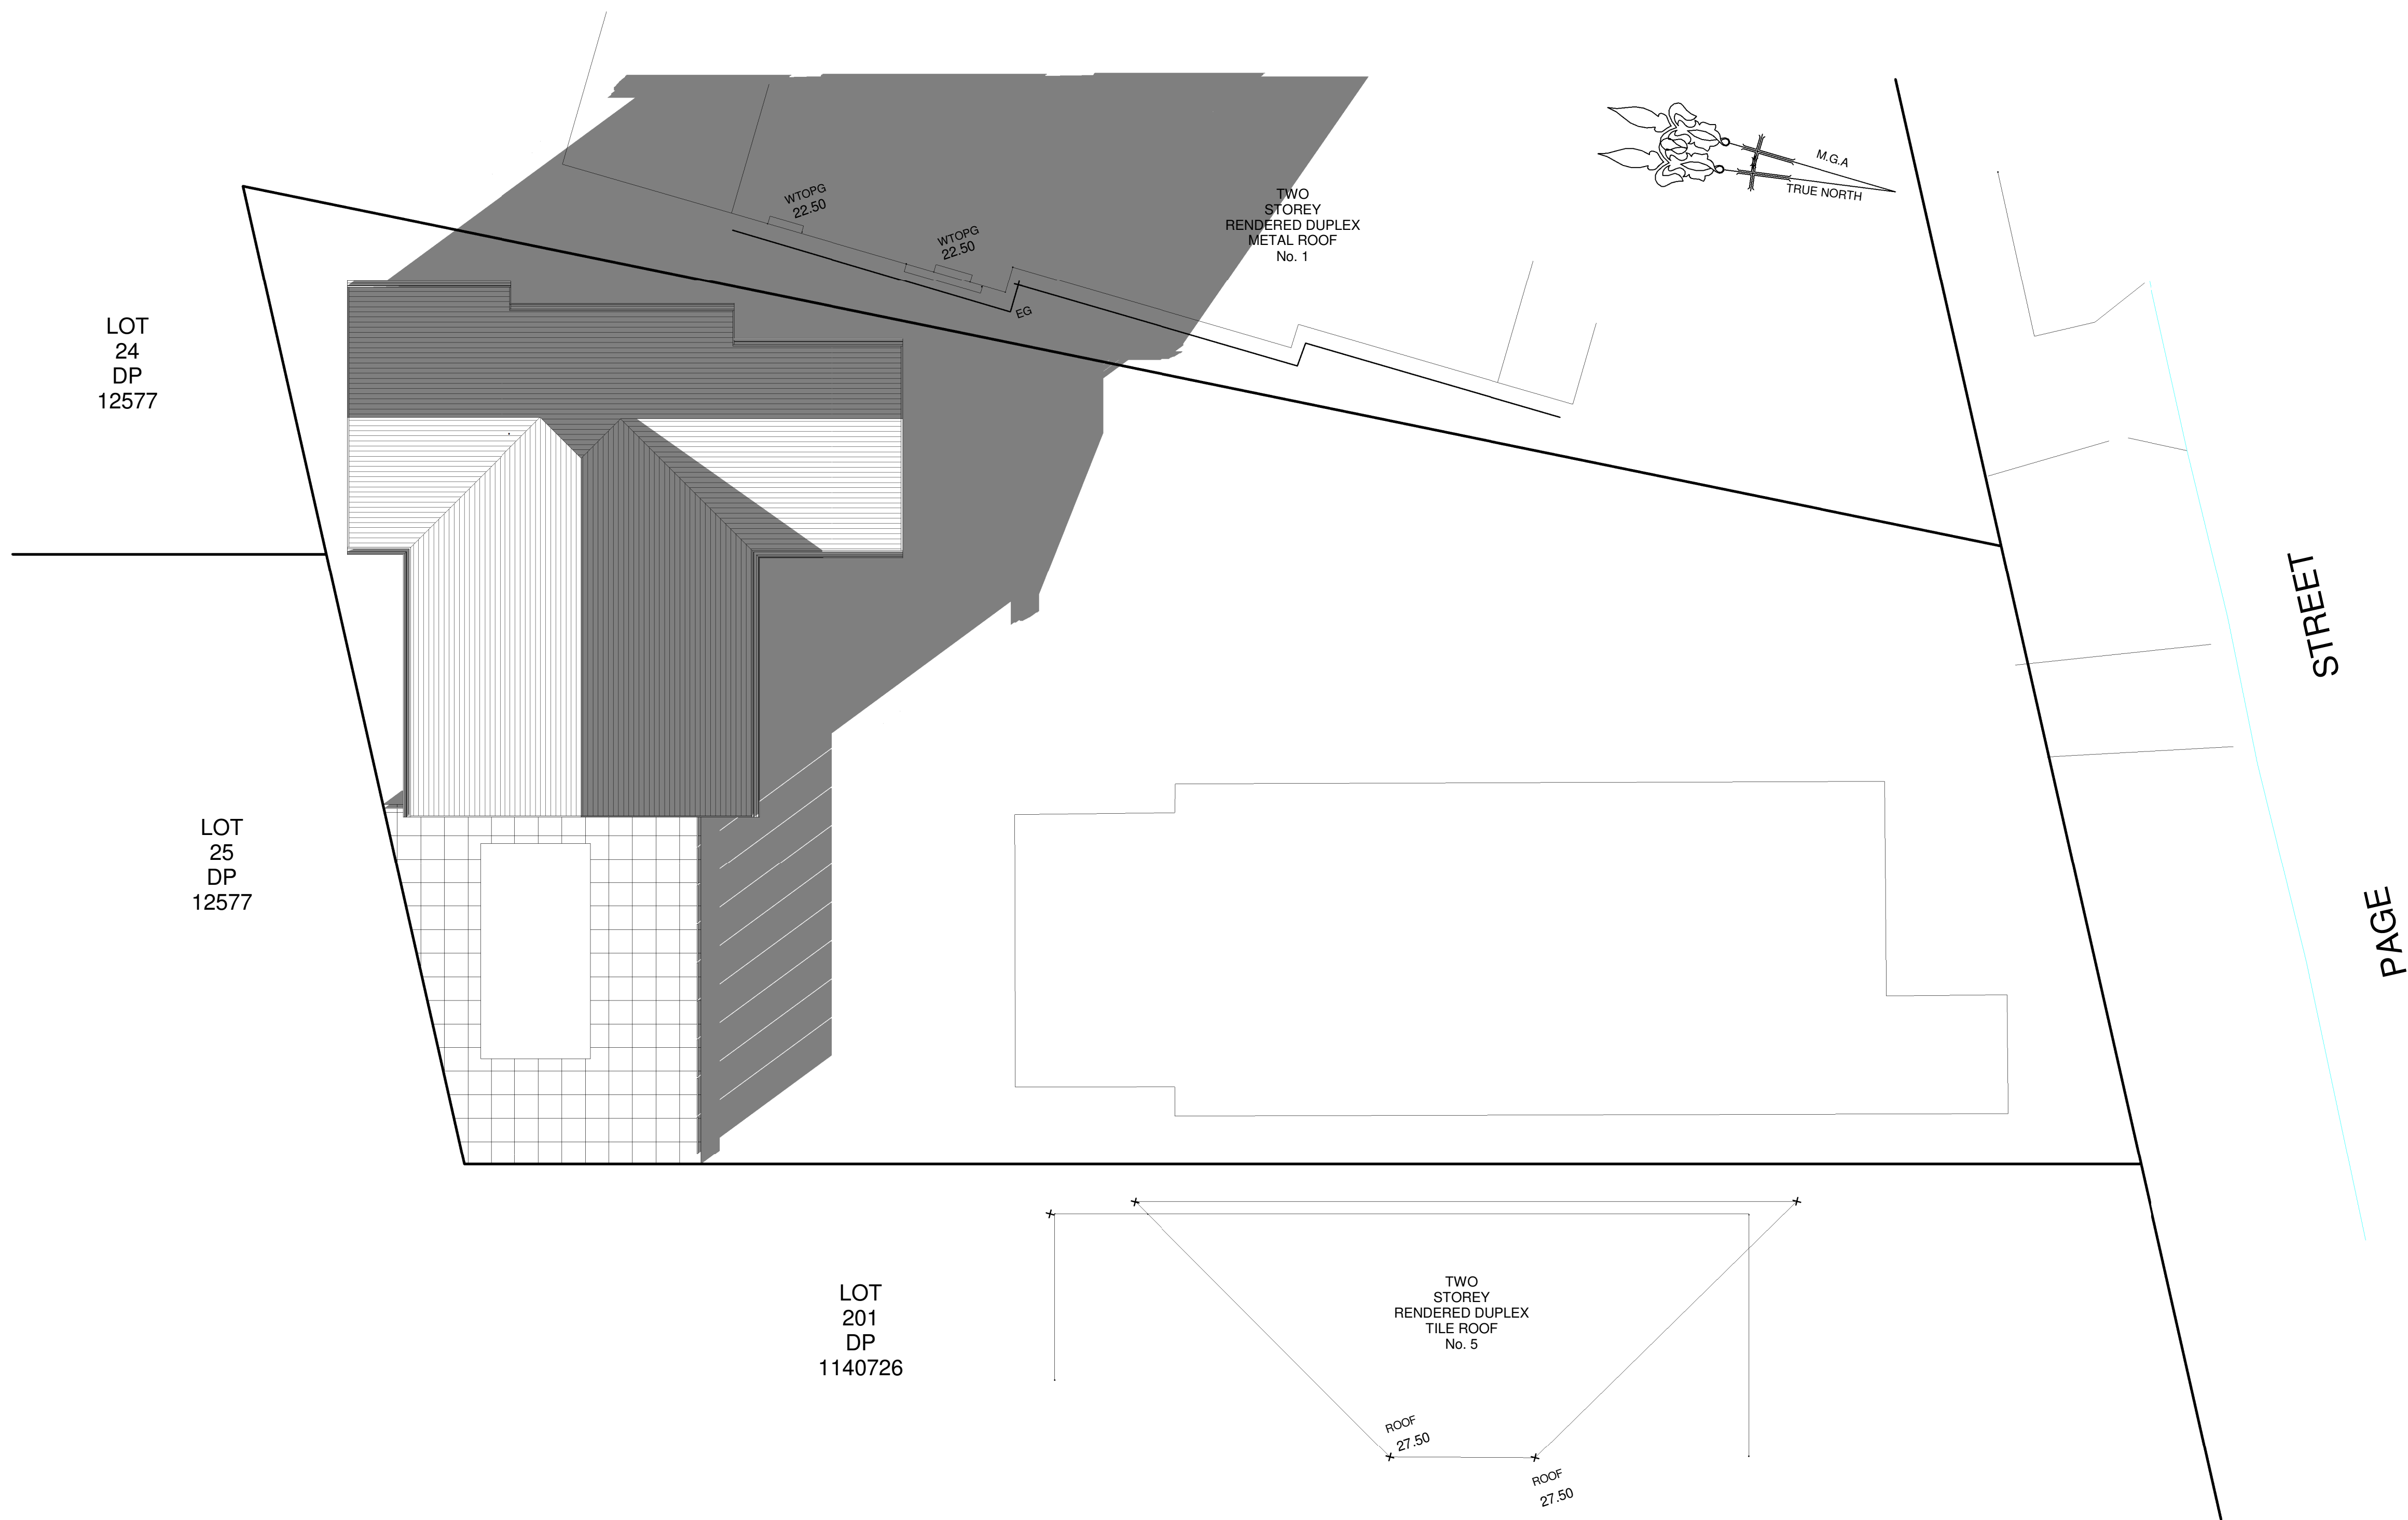 M.G.A
TRUE NORTH
WTOPG
22.50
WTOPG
22.50
EG
TWO
STOREY
RENDERED DUPLEX
METAL ROOF
No. 1
LOT
24
DP
12577
LOT
25
DP
12577
PAGE STREET
LOT
201
DP
1140726
TWO
STOREY
RENDERED DUPLEX
TILE ROOF
No. 5
ROOF
27.50
ROOF
27.50